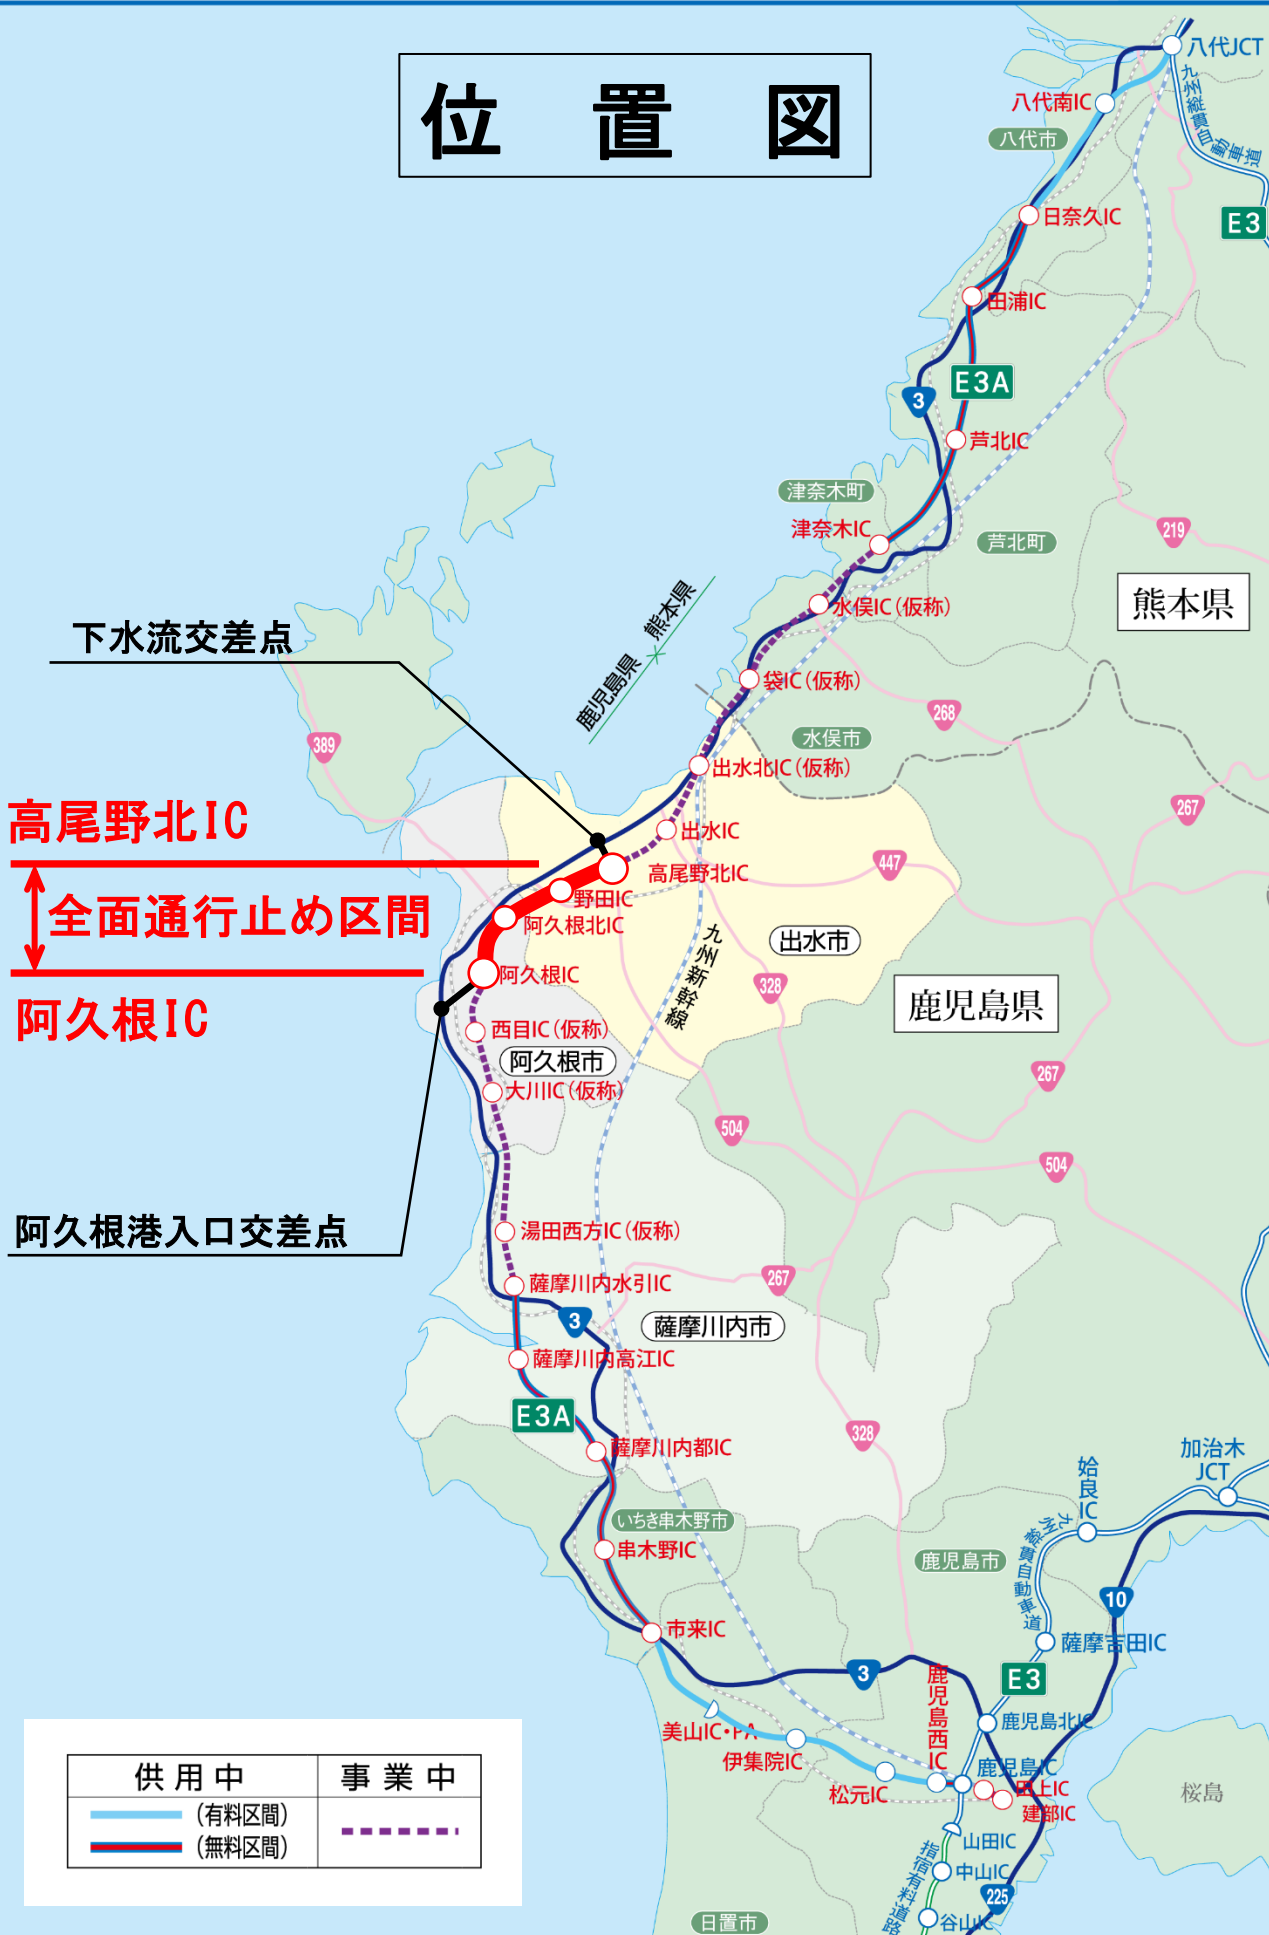 位置図
八代JCT
九州縦貫自動車道
八代南IC
八代市
E3
日奈久IC
田浦IC
E3A
3
芦北IC
津奈木町
津奈木IC
芦北町
219
熊本県
水俣IC(仮称)
熊本県
鹿児島県
下水流交差点
袋IC(仮称)
268
389
水俣市
出水北IC(仮称)
267
高尾野北IC
出水IC
447
高尾野北IC
野田IC
全面通行止め区間
阿久根北IC
九州新幹線
出水市
阿久根IC
328
鹿児島県
阿久根IC
西目IC(仮称)
阿久根市
267
大川IC(仮称)
504
504
阿久根港入口交差点
湯田西方IC(仮称)
薩摩川内水引IC
267
3
薩摩川内市
薩摩川内高江IC
E3A
328
薩摩川内都IC
加治木
JCT
姶良IC
九州縦貫自動車道
いちき串木野市
串木野IC
鹿児島市
10
市来IC
薩摩吉田IC
3
E3
鹿児島西IC
美山IC・PA
鹿児島北IC
伊集院IC
鹿児島IC
松元IC
田上IC
建部IC
桜島
山田IC
中山IC
指宿有料道路
225
谷山IC
日置市
供用中
事業中
(有料区間)
(無料区間)